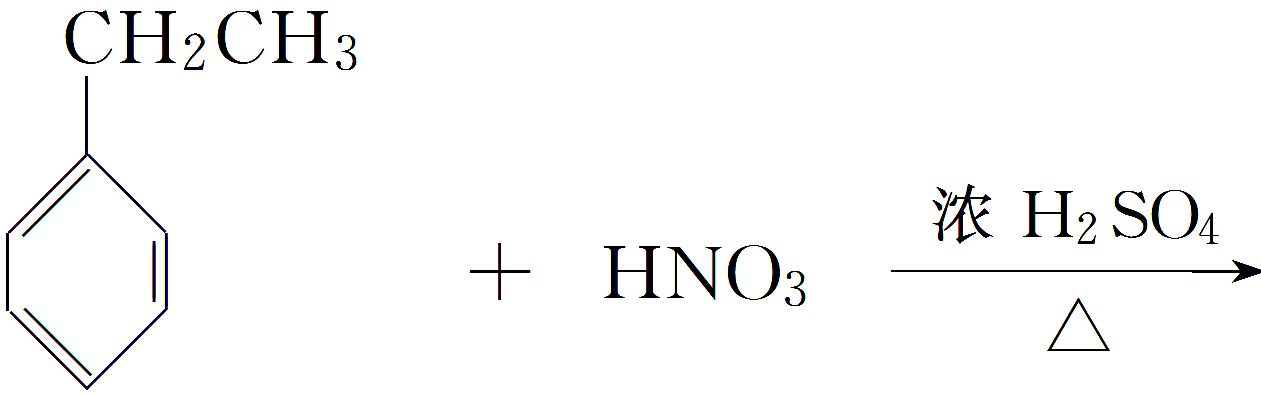 CH₂CH₃
+ HNO₃
浓 H₂SO₄
△